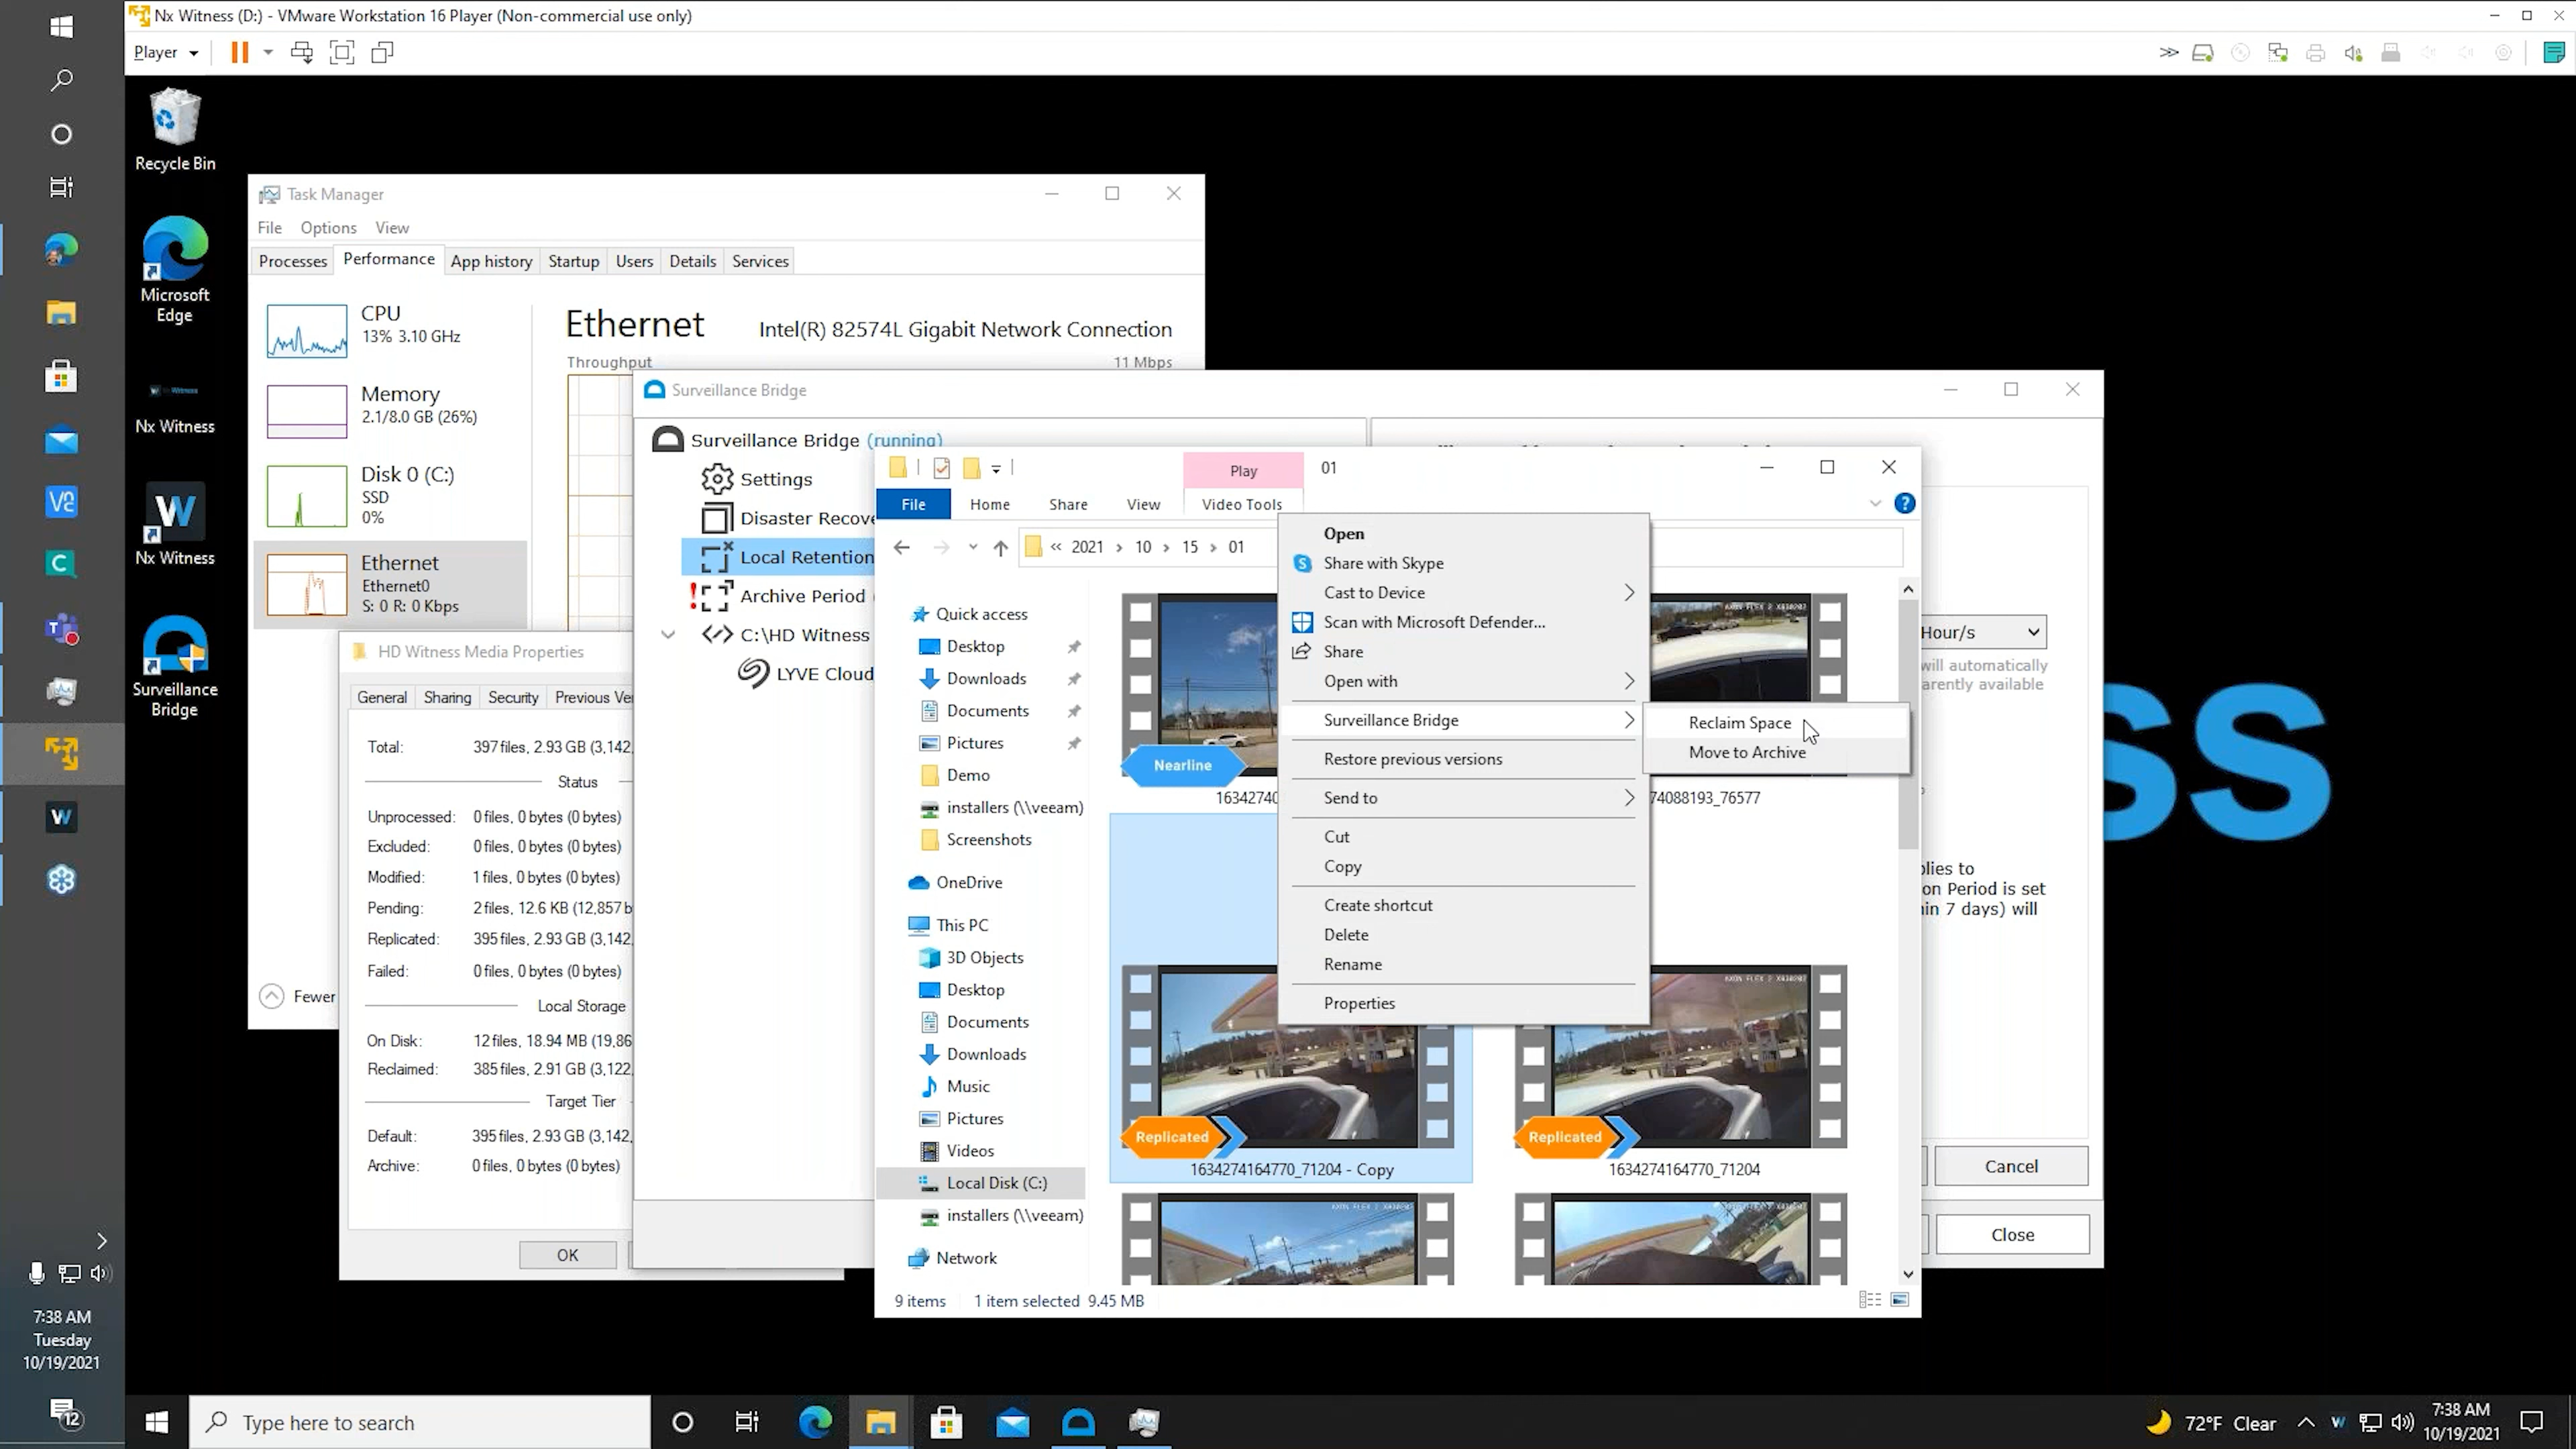 Nx Witness (D:) - VMware Workstation 16 Player (Non-commercial use only)
Player
Recycle Bin
Microsoft
Edge
Nx Witness
Nx Witness
Surveillance
Bridge
Task Manager
File Options View
Processes Performance App history Startup Users Details Services
CPU
13% 3.10 GHz
Memory
2.1/8.0 GB (26%)
Disk 0 (C:)
SSD
0%
Ethernet
Ethernet0
S: 0 R: 0 Kbps
Ethernet Intel(R) 82574L Gigabit Network Connection
Throughput 11 Mbps
Fewer
HD Witness Media Properties
General Sharing Security Previous Ver
Total: 397 files, 2.93 GB (3,142,
Status
Unprocessed: 0 files, 0 bytes (0 bytes)
Excluded: 0 files, 0 bytes (0 bytes)
Modified: 1 files, 0 bytes (0 bytes)
Pending: 2 files, 12.6 KB (12,857 b
Replicated: 395 files, 2.93 GB (3,142,
Failed: 0 files, 0 bytes (0 bytes)
Local Storage
On Disk: 12 files, 18.94 MB (19,86
Reclaimed: 385 files, 2.91 GB (3,122,
Target Tier
Default: 395 files, 2.93 GB (3,142,
Archive: 0 files, 0 bytes (0 bytes)
OK
Surveillance Bridge
Surveillance Bridge (running)
Settings
Disaster Recove
Local Retention
Archive Period
C:\HD Witness
LYVE Cloud
Hour/s
will automatically
arently available
plies to
on Period is set
in 7 days) will
Cancel
Close
Play 01
File Home Share View Video Tools
« 2021 > 10 > 15 > 01
Quick access
Desktop
Downloads
Documents
Pictures
Demo
installers (\\veeam)
Screenshots
OneDrive
This PC
3D Objects
Desktop
Documents
Downloads
Music
Pictures
Videos
Local Disk (C:)
installers (\\veeam)
Network
Nearline
1634274
74088193_76577
AXON FLEX 2 X430202
Replicated
1634274164770_71204 - Copy
Replicated
1634274164770_71204
9 items 1 item selected 9.45 MB
Open
Share with Skype
Cast to Device
Scan with Microsoft Defender...
Share
Open with
Surveillance Bridge
Restore previous versions
Send to
Cut
Copy
Create shortcut
Delete
Rename
Properties
Reclaim Space
Move to Archive
ss
7:38 AM
Tuesday
10/19/2021
12
Type here to search
72°F Clear
7:38 AM
10/19/2021